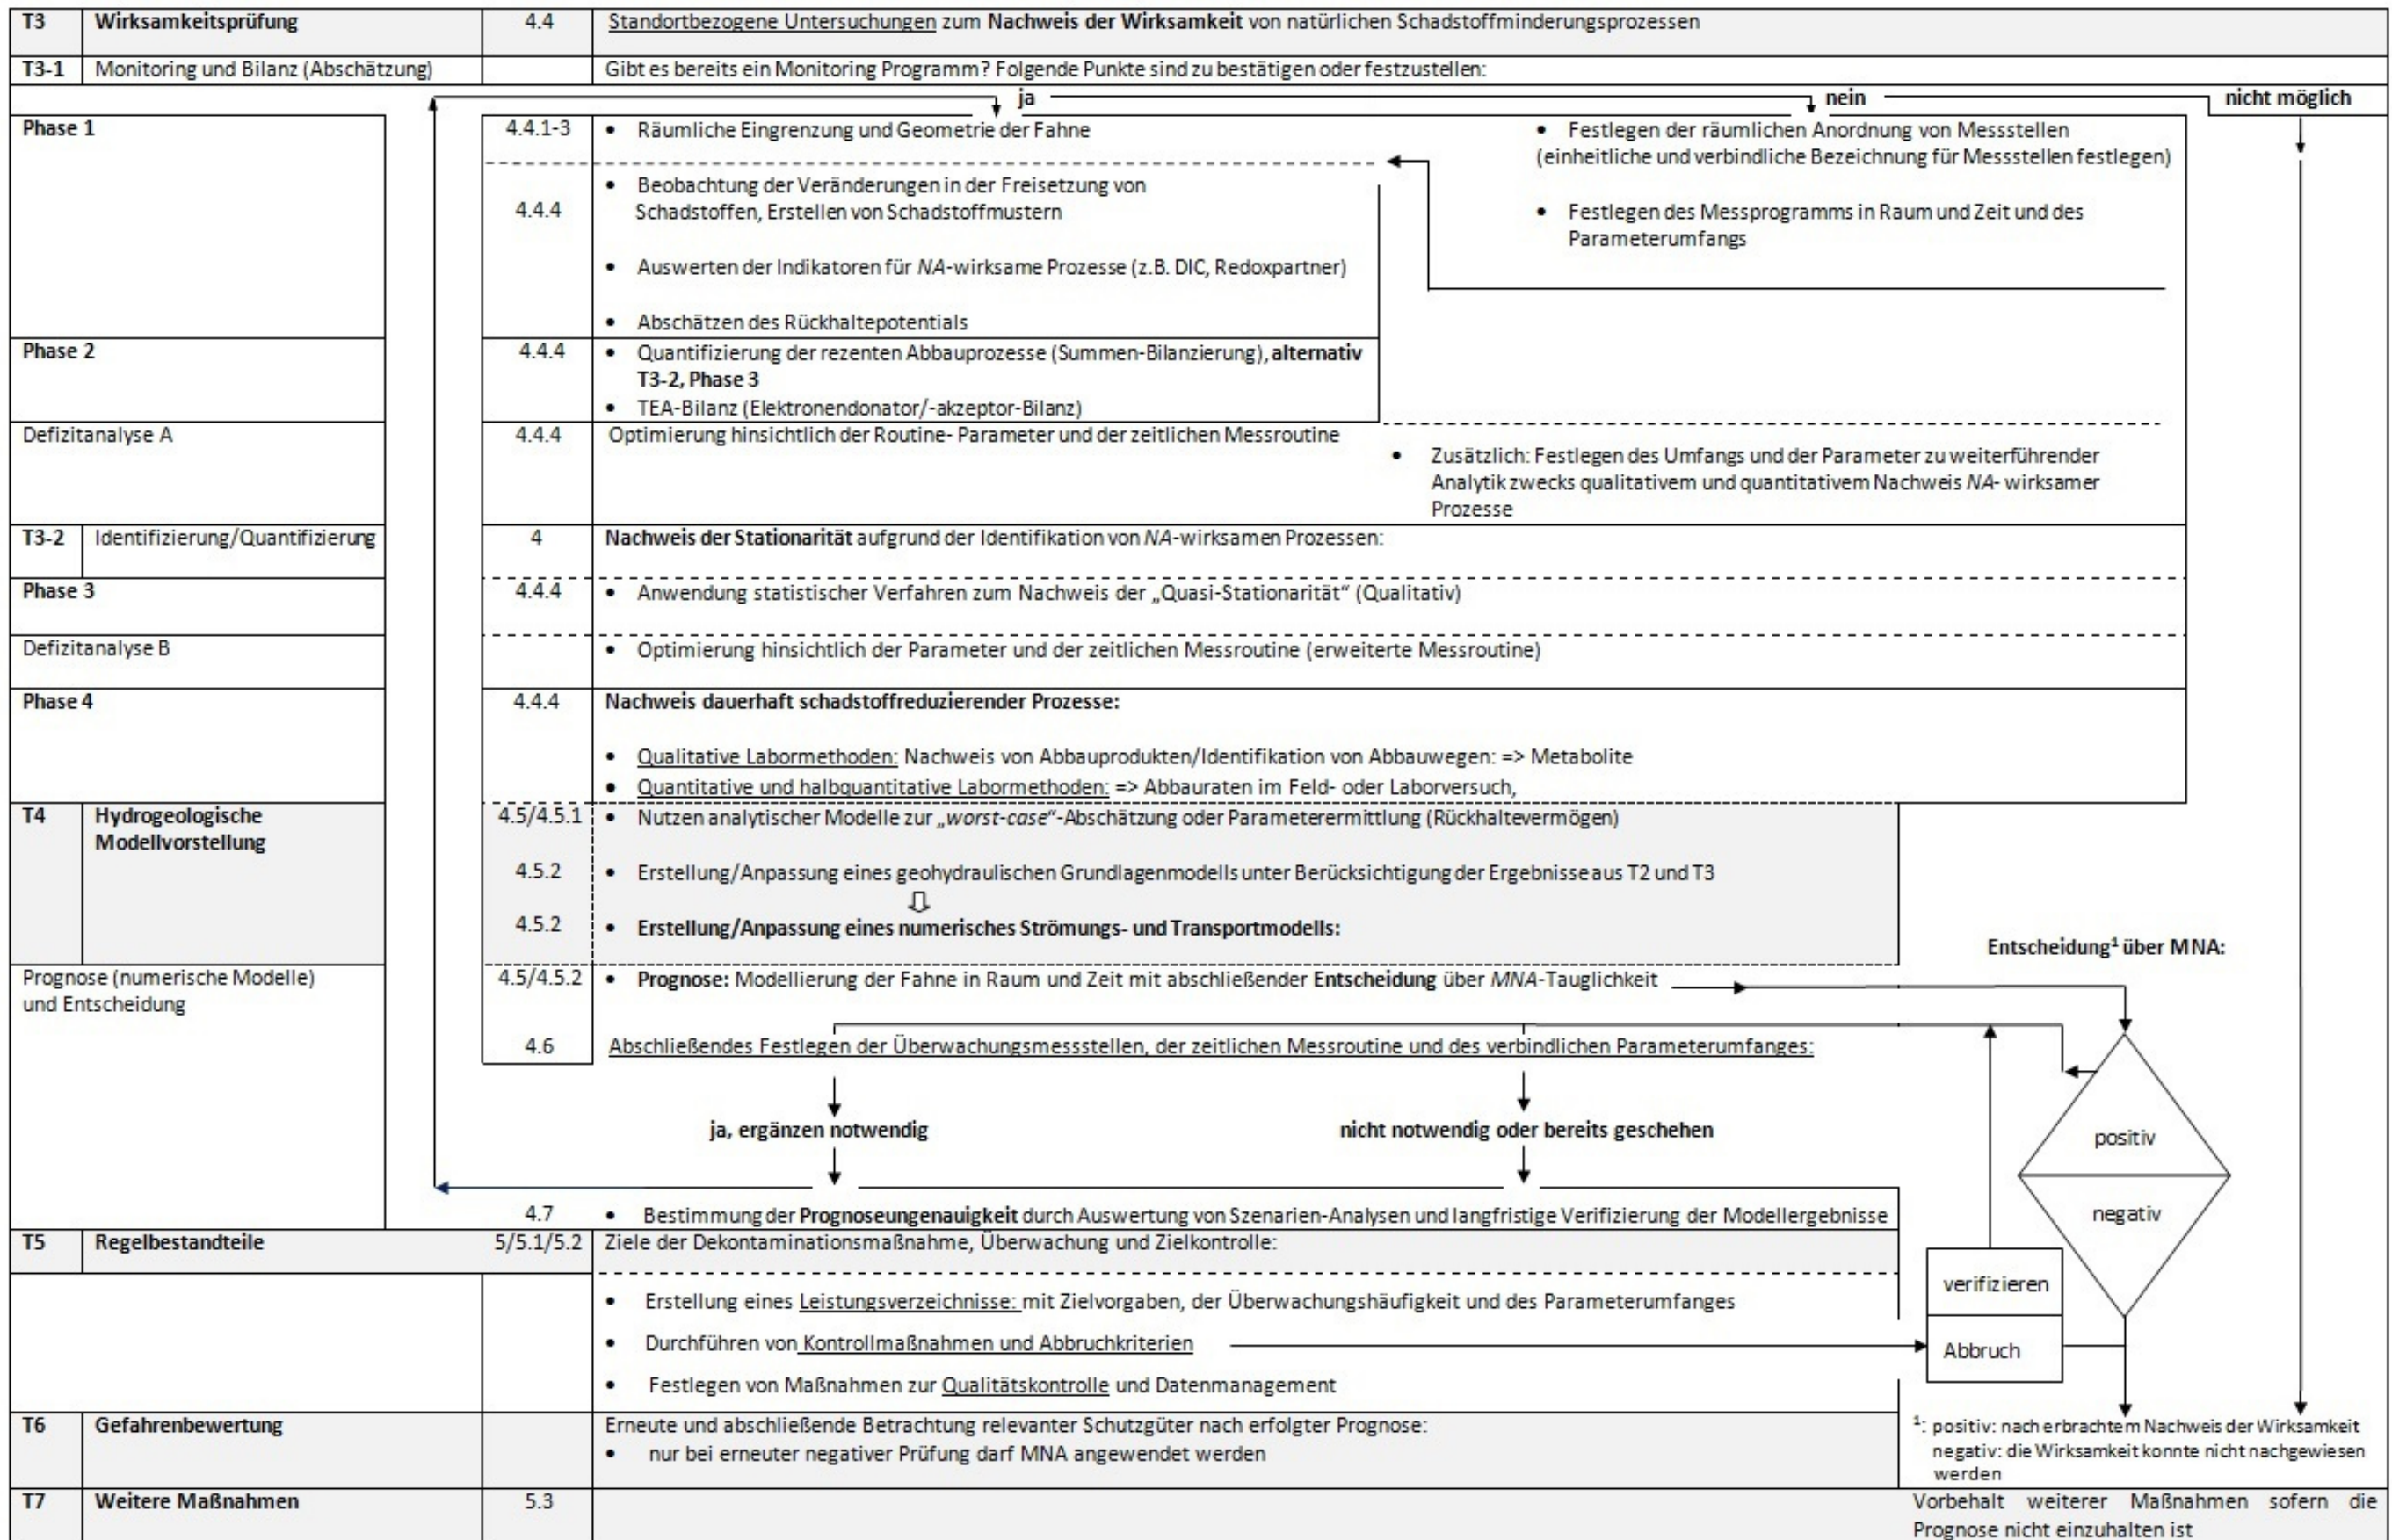 T3 Wirksamkeitsprüfung 4.4 Standortbezogene Untersuchungen zum Nachweis der Wirksamkeit von natürlichen Schadstoffminderungsprozessen
T3-1 Monitoring und Bilanz (Abschätzung) Gibt es bereits ein Monitoring Programm? Folgende Punkte sind zu bestätigen oder festzustellen:
ja nein nicht möglich
Phase 1 4.4.1-3 • Räumliche Eingrenzung und Geometrie der Fahne
• Festlegen der räumlichen Anordnung von Messstellen
(einheitliche und verbindliche Bezeichnung für Messstellen festlegen)
• Festlegen des Messprogramms in Raum und Zeit und des
Parameterumfangs
4.4.4 • Beobachtung der Veränderungen in der Freisetzung von
Schadstoffen, Erstellen von Schadstoffmustern
• Auswerten der Indikatoren für NA-wirksame Prozesse (z.B. DIC, Redoxpartner)
• Abschätzen des Rückhaltepotentials
Phase 2 4.4.4 • Quantifizierung der rezenten Abbauprozesse (Summen-Bilanzierung), alternativ
T3-2, Phase 3
• TEA-Bilanz (Elektronendonator/-akzeptor-Bilanz)
Defizitanalyse A 4.4.4 Optimierung hinsichtlich der Routine- Parameter und der zeitlichen Messroutine
• Zusätzlich: Festlegen des Umfangs und der Parameter zu weiterführender
Analytik zwecks qualitativem und quantitativem Nachweis NA- wirksamer
Prozesse
T3-2 Identifizierung/Quantifizierung 4 Nachweis der Stationarität aufgrund der Identifikation von NA-wirksamen Prozessen:
Phase 3 4.4.4 • Anwendung statistischer Verfahren zum Nachweis der „Quasi-Stationarität“ (Qualitativ)
Defizitanalyse B • Optimierung hinsichtlich der Parameter und der zeitlichen Messroutine (erweiterte Messroutine)
Phase 4 4.4.4 Nachweis dauerhaft schadstoffreduzierender Prozesse:
• Qualitative Labormethoden: Nachweis von Abbauprodukten/Identifikation von Abbauwegen: => Metabolite
• Quantitative und halbquantitative Labormethoden: => Abbauraten im Feld- oder Laborversuch,
T4 Hydrogeologische
Modellvorstellung
4.5/4.5.1 • Nutzen analytischer Modelle zur „worst-case“-Abschätzung oder Parameterermittlung (Rückhaltevermögen)
4.5.2 • Erstellung/Anpassung eines geohydraulischen Grundlagenmodells unter Berücksichtigung der Ergebnisse aus T2 und T3
4.5.2 • Erstellung/Anpassung eines numerisches Strömungs- und Transportmodells:
Entscheidung¹ über MNA:
Prognose (numerische Modelle)
und Entscheidung
4.5/4.5.2 • Prognose: Modellierung der Fahne in Raum und Zeit mit abschließender Entscheidung über MNA-Tauglichkeit
4.6 Abschließendes Festlegen der Überwachungsmessstellen, der zeitlichen Messroutine und des verbindlichen Parameterumfanges:
ja, ergänzen notwendig nicht notwendig oder bereits geschehen
positiv
negativ
4.7 • Bestimmung der Prognoseungenauigkeit durch Auswertung von Szenarien-Analysen und langfristige Verifizierung der Modellergebnisse
T5 Regelbestandteile 5/5.1/5.2 Ziele der Dekontaminationsmaßnahme, Überwachung und Zielkontrolle:
• Erstellung eines Leistungsverzeichnisse: mit Zielvorgaben, der Überwachungshäufigkeit und des Parameterumfanges
• Durchführen von Kontrollmaßnahmen und Abbruchkriterien
• Festlegen von Maßnahmen zur Qualitätskontrolle und Datenmanagement
verifizieren
Abbruch
T6 Gefahrenbewertung Erneute und abschließende Betrachtung relevanter Schutzgüter nach erfolgter Prognose:
• nur bei erneuter negativer Prüfung darf MNA angewendet werden
¹: positiv: nach erbrachtem Nachweis der Wirksamkeit
negativ: die Wirksamkeit konnte nicht nachgewiesen
werden
T7 Weitere Maßnahmen 5.3 Vorbehalt weiterer Maßnahmen sofern die
Prognose nicht einzuhalten ist